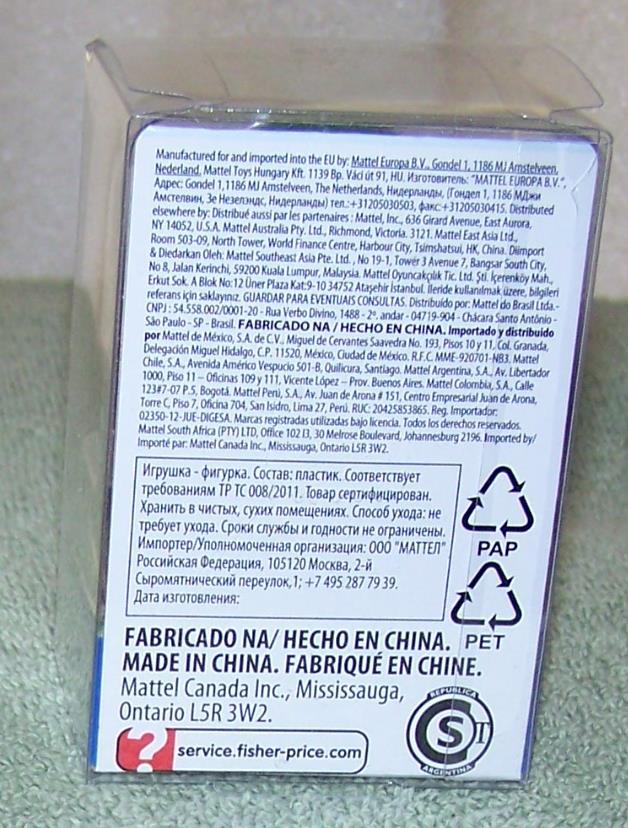 Manufactured for and imported into the EU by: Mattel Europa B.V., Gondel 1, 1186 MJ Amstelveen,
Nederland, Mattel Toys Hungary Kft. 1139 Bp. Váci út 91, HU. Изготовитель: "MATTEL EUROPA B.V.",
Адрес: Gondel 1,1186 MJ Amstelveen, The Netherlands, Нидерланды, (Гондел 1, 1186 МДжи
Амстелвин, Зе Незелэндс, Нидерланды) тел.:+31205030503, факс:+31205030415. Distributed
elsewhere by: Distribué aussi par les partenaires : Mattel, Inc., 636 Girard Avenue, East Aurora,
NY 14052, U.S.A. Mattel Australia Pty. Ltd., Richmond, Victoria. 3121. Mattel East Asia Ltd.,
Room 503-09, North Tower, World Finance Centre, Harbour City, Tsimshatsui, HK, China. Diimport
& Diedarkan Oleh: Mattel Southeast Asia Pte. Ltd. , No 19-1, Tower 3 Avenue 7, Bangsar South City,
No 8, Jalan Kerinchi, 59200 Kuala Lumpur, Malaysia. Mattel Oyuncakçılık Tic. Ltd. Şti. İçerenköy Mah.,
Erkut Sok. A Blok No:12 Üner Plaza Kat:9-10 34752 Ataşehir İstanbul. İleride kullanılmak üzere, bilgileri
referans için saklayınız. GUARDAR PARA EVENTUAIS CONSULTAS. Distribuído por: Mattel do Brasil Ltda.-
CNPJ : 54.558.002/0001-20 - Rua Verbo Divino, 1488 - 2º. andar - 04719-904 - Chácara Santo Antônio -
São Paulo - SP - Brasil. FABRICADO NA / HECHO EN CHINA. Importado y distribuido
por Mattel de México, S.A. de C.V., Miguel de Cervantes Saavedra No. 193, Pisos 10 y 11, Col. Granada,
Delegación Miguel Hidalgo, C.P. 11520, México, Ciudad de México. R.F.C. MME-920701-NB3. Mattel
Chile, S.A., Avenida Américo Vespucio 501-B, Quilicura, Santiago. Mattel Argentina, S.A., Av. Libertador
1000, Piso 11 – Oficinas 109 y 111, Vicente López – Prov. Buenos Aires. Mattel Colombia, S.A., Calle
123#7-07 P.5, Bogotá. Mattel Perú, S.A., Av. Juan de Arona # 151, Centro Empresarial Juan de Arona,
Torre C, Piso 7, Oficina 704, San Isidro, Lima 27, Perú. RUC: 20425853865. Reg. Importador:
02350-12-JUE-DIGESA. Marcas registradas utilizadas bajo licencia. Todos los derechos reservados.
Mattel South Africa (PTY) LTD, Office 102 I3, 30 Melrose Boulevard, Johannesburg 2196. Imported by/
Importé par: Mattel Canada Inc., Mississauga, Ontario L5R 3W2.
Игрушка - фигурка. Состав: пластик. Соответствует
требованиям ТР ТС 008/2011. Товар сертифицирован.
Хранить в чистых, сухих помещениях. Способ ухода: не
требует ухода. Сроки службы и годности не ограничены.
Импортер/Уполномоченная организация: ООО "МАТТЕЛ"
Российская Федерация, 105120 Москва, 2-й
Сыромятнический переулок,1; +7 495 287 79 39.
Дата изготовления:
PAP
PET
FABRICADO NA/ HECHO EN CHINA.
MADE IN CHINA. FABRIQUÉ EN CHINE.
Mattel Canada Inc., Mississauga,
Ontario L5R 3W2.
? service.fisher-price.com
REPUBLICA
S T
ARGENTINA